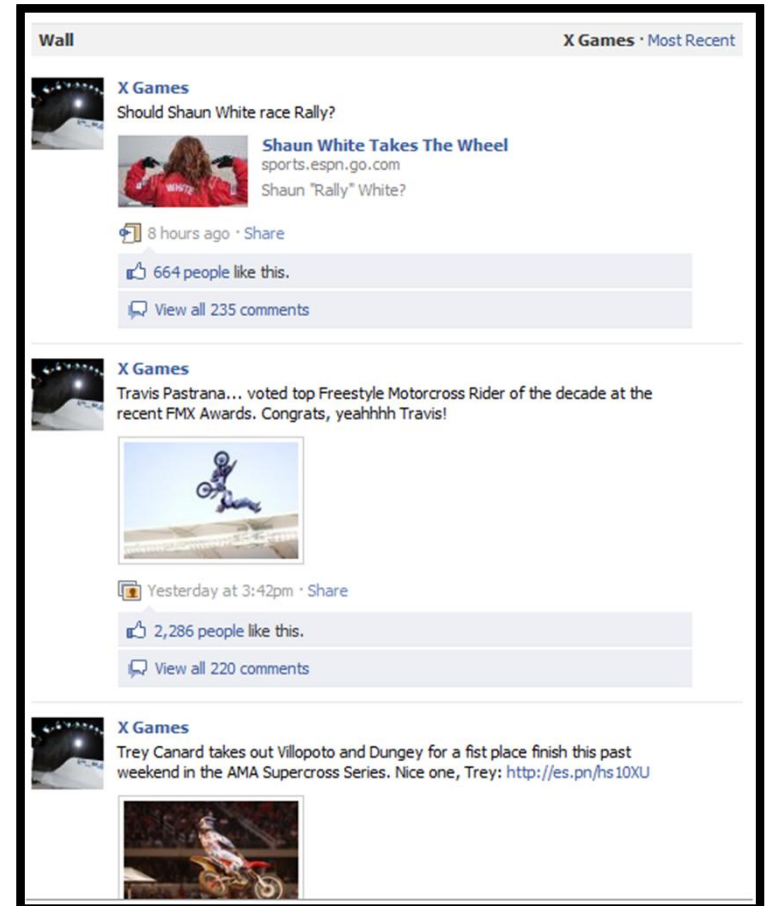 Wall X Games · Most Recent
X Games
Should Shaun White race Rally?
WHITE
Shaun White Takes The Wheel
sports.espn.go.com
Shaun "Rally" White?
8 hours ago · Share
664 people like this.
View all 235 comments
X Games
Travis Pastrana... voted top Freestyle Motorcross Rider of the decade at the
recent FMX Awards. Congrats, yeahhhh Travis!
Yesterday at 3:42pm · Share
2,286 people like this.
View all 220 comments
X Games
Trey Canard takes out Villopoto and Dungey for a fist place finish this past
weekend in the AMA Supercross Series. Nice one, Trey: http://es.pn/hs10XU